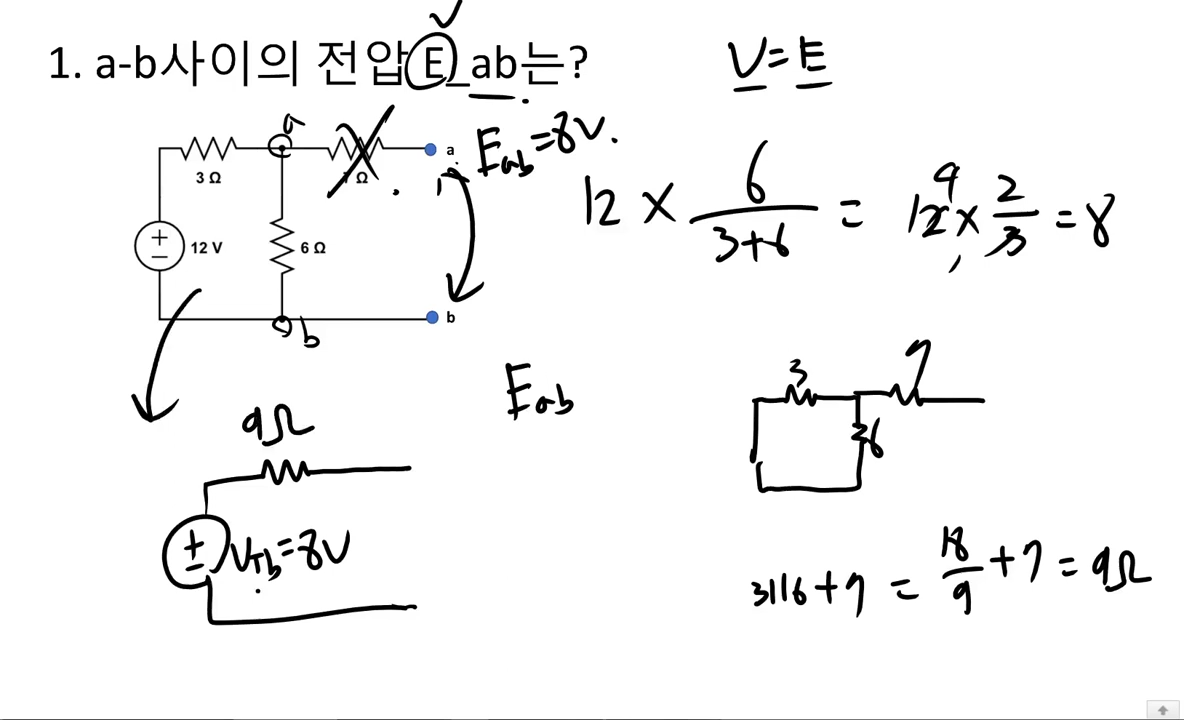 1. a-b사이의 전압E_ab는?
V=E
a
3 Ω
Ω
a
E_ab=8V.
12 V
6 Ω
b
b
12 × 6/(3+6) = 12 × 2/3 = 8
4
E_ab
9Ω
V_Th=8V
3
7
6
3||6+7 = 18/9 +7 = 9Ω